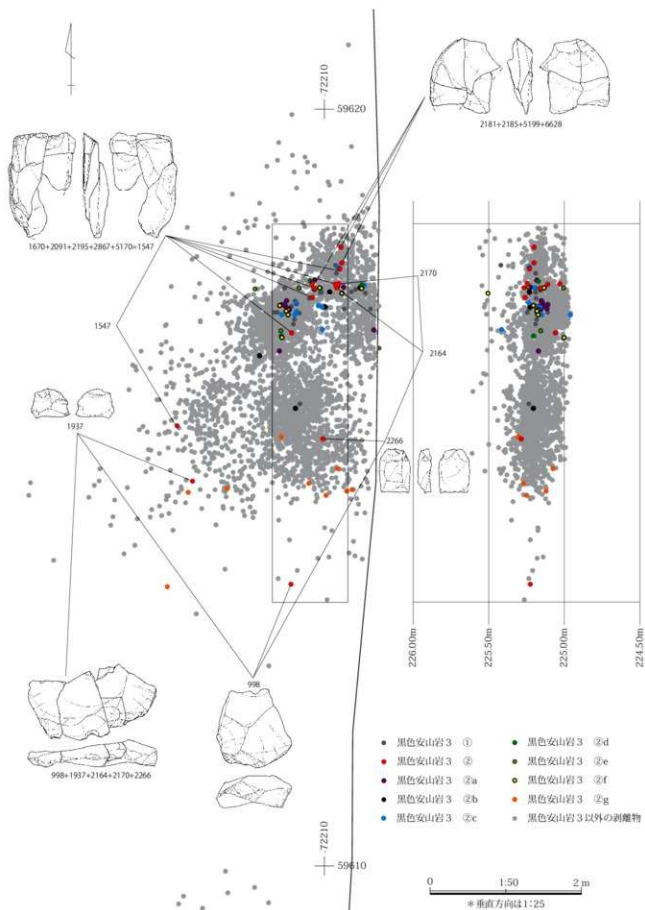 -72210
59620
2181+2185+5199+6628
1670+2091+2195+2867+5170=1547
2170
1547
2164
1937
2266
226.00m
225.50m
225.00m
224.50m
998
998+1937+2164+2170+2266
黒色安山岩3 ①
黒色安山岩3 ②
黒色安山岩3 ②a
黒色安山岩3 ②b
黒色安山岩3 ②c
黒色安山岩3 ②d
黒色安山岩3 ②e
黒色安山岩3 ②f
黒色安山岩3 ②g
黒色安山岩3以外の剥離物
-72210
59610
0 1:50 2 m
*垂直方向は1:25